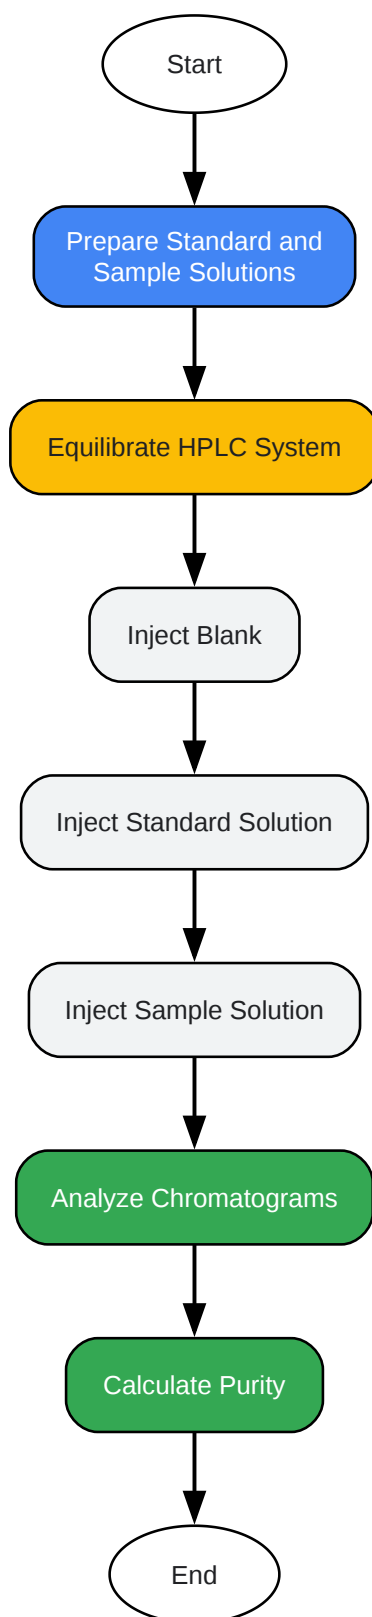 Start
Prepare Standard and
Sample Solutions
Equilibrate HPLC System
Inject Blank
Inject Standard Solution
Inject Sample Solution
Analyze Chromatograms
Calculate Purity
End